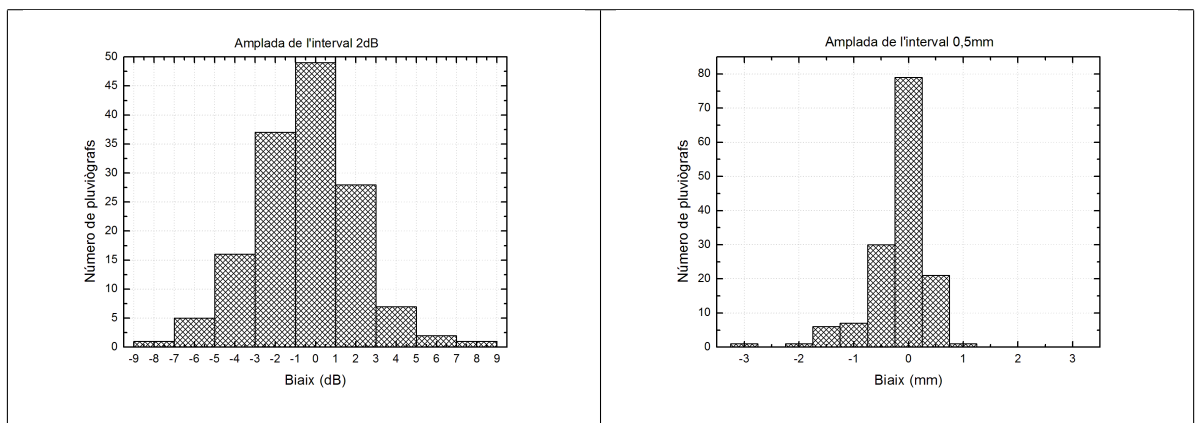 Amplada de l'interval 2dB
50
45
40
35
30
25
20
15
10
5
0
Número de pluviògrafs
-9 -8 -7 -6 -5 -4 -3 -2 -1 0 1 2 3 4 5 6 7 8 9
Biaix (dB)
Amplada de l'interval 0,5mm
80
70
60
50
40
30
20
10
0
Número de pluviògrafs
-3 -2 -1 0 1 2 3
Biaix (mm)